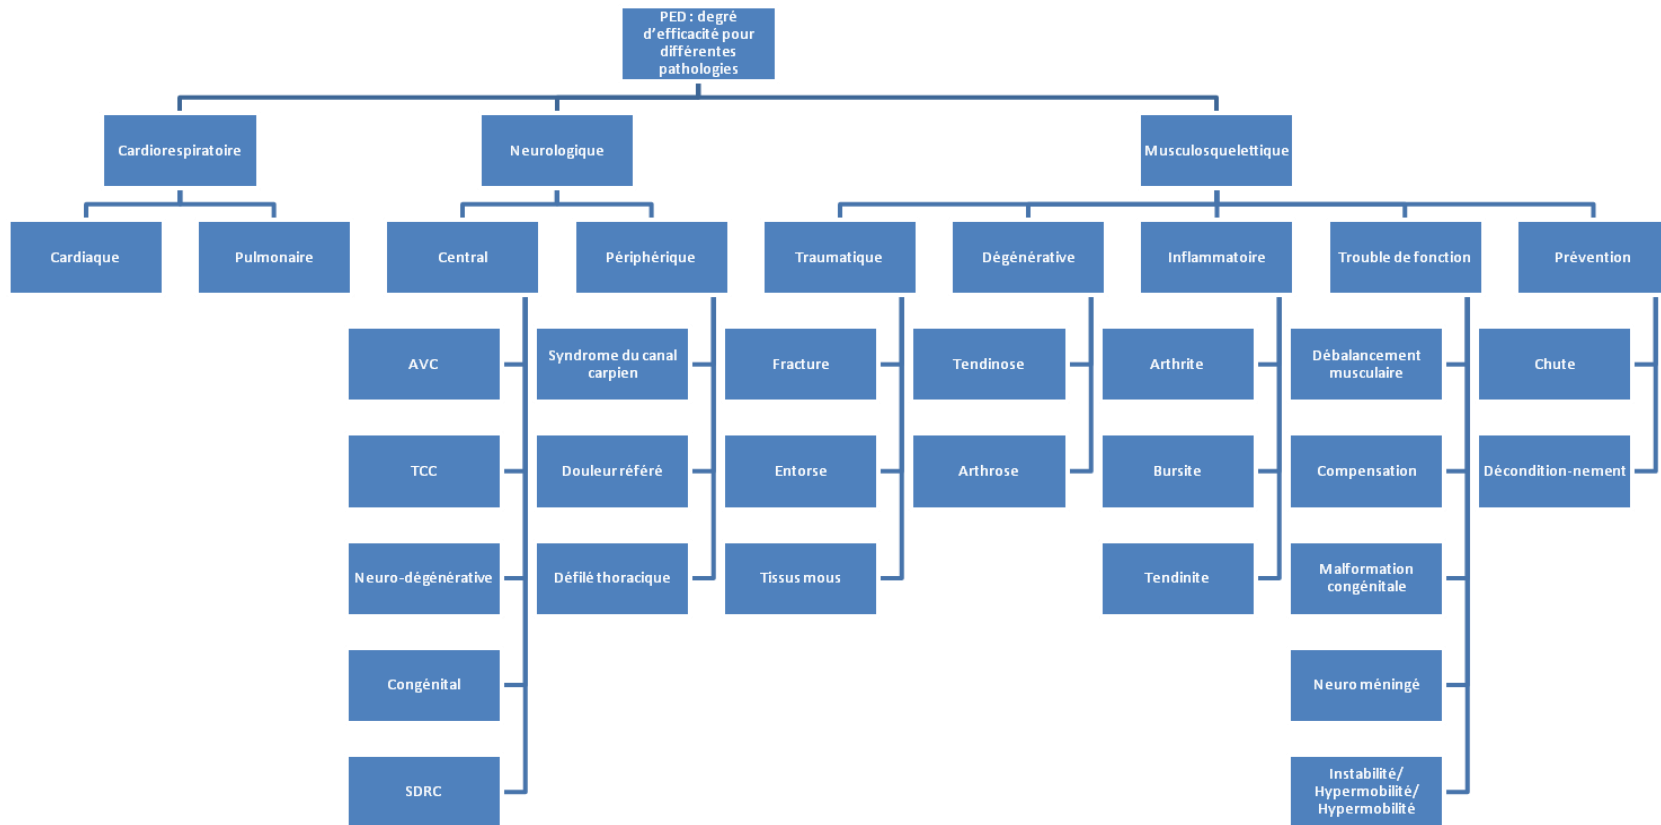 PED : degré
d’efficacité pour
différentes
pathologies
Cardiorespiratoire
Neurologique
Musculosquelettique
Cardiaque
Pulmonaire
Central
Périphérique
Traumatique
Dégénérative
Inflammatoire
Trouble de fonction
Prévention
AVC
Syndrome du canal
carpien
Fracture
Tendinose
Arthrite
Débalancement
musculaire
Chute
TCC
Douleur référé
Entorse
Arthrose
Bursite
Compensation
Décondition-nement
Neuro-dégénérative
Défilé thoracique
Tissus mous
Tendinite
Malformation
congénitale
Congénital
Neuro méningé
SDRC
Instabilité/
Hypermobilité/
Hypermobilité